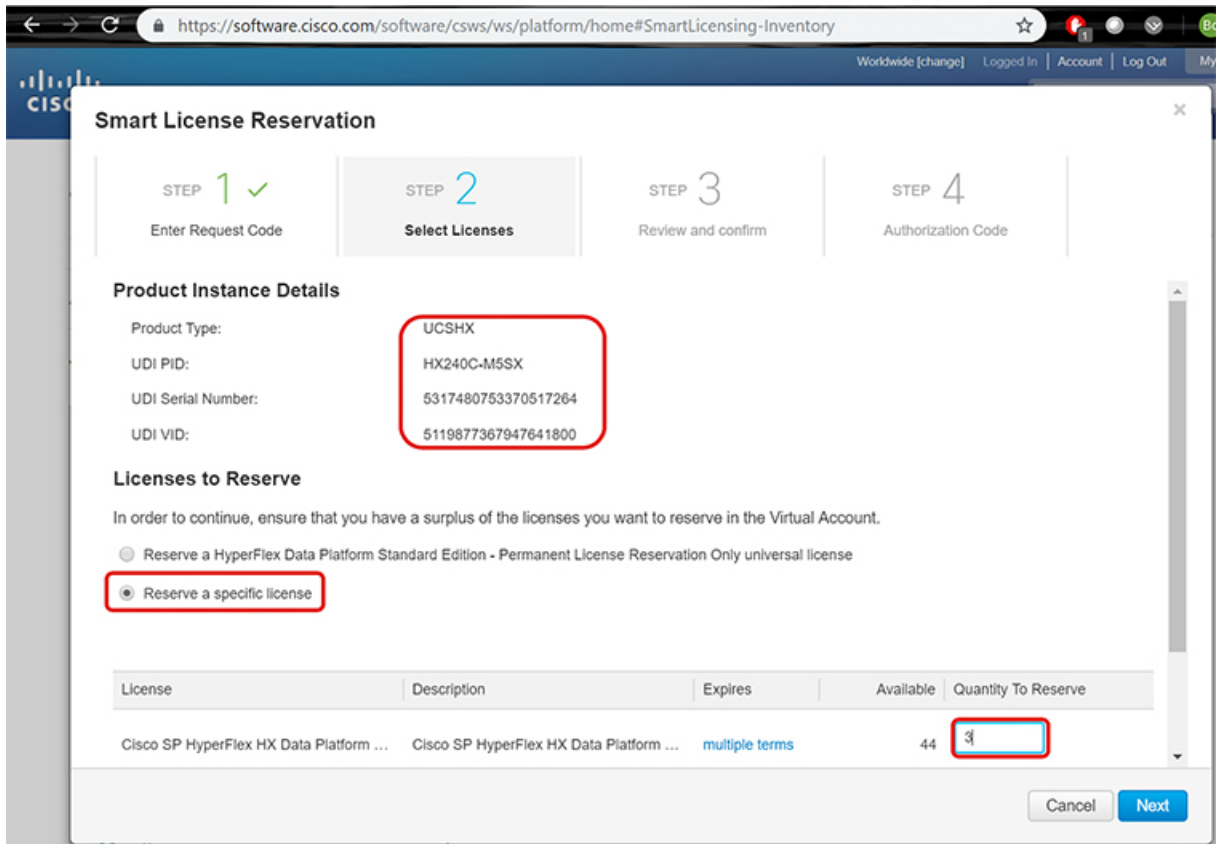 https://software.cisco.com/software/csws/ws/platform/home#SmartLicensing-Inventory
1
Worldwide [change] Logged In | Account | Log Out My
CISC
Smart License Reservation
×
STEP 1 ✓
Enter Request Code
STEP 2
Select Licenses
STEP 3
Review and confirm
STEP 4
Authorization Code
Product Instance Details
Product Type: UCSHX
UDI PID: HX240C-M5SX
UDI Serial Number: 5317480753370517264
UDI VID: 5119877367947641800
Licenses to Reserve
In order to continue, ensure that you have a surplus of the licenses you want to reserve in the Virtual Account.
Reserve a HyperFlex Data Platform Standard Edition - Permanent License Reservation Only universal license
Reserve a specific license
License Description Expires Available Quantity To Reserve
Cisco SP HyperFlex HX Data Platform ... Cisco SP HyperFlex HX Data Platform ... multiple terms 44 3
Cancel Next